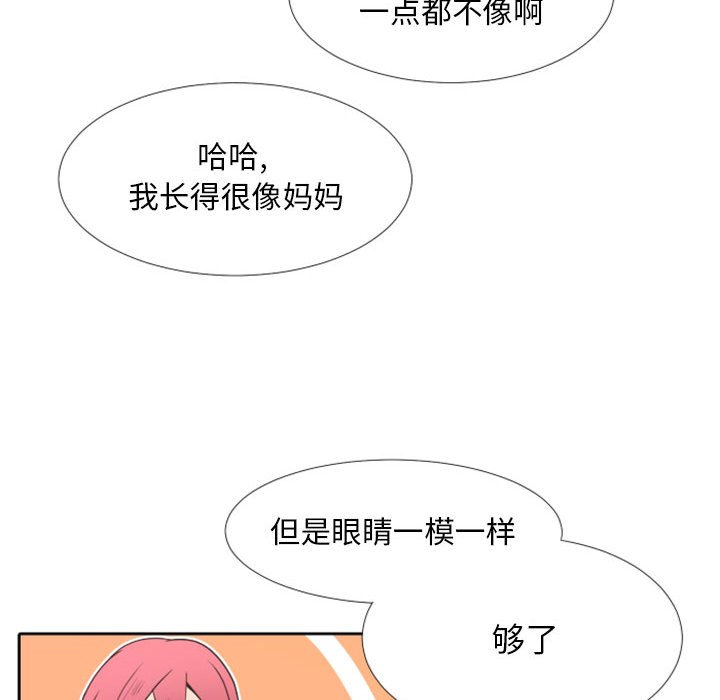 一点都不像啊
哈哈,
我长得很像妈妈
但是眼睛一模一样
够了